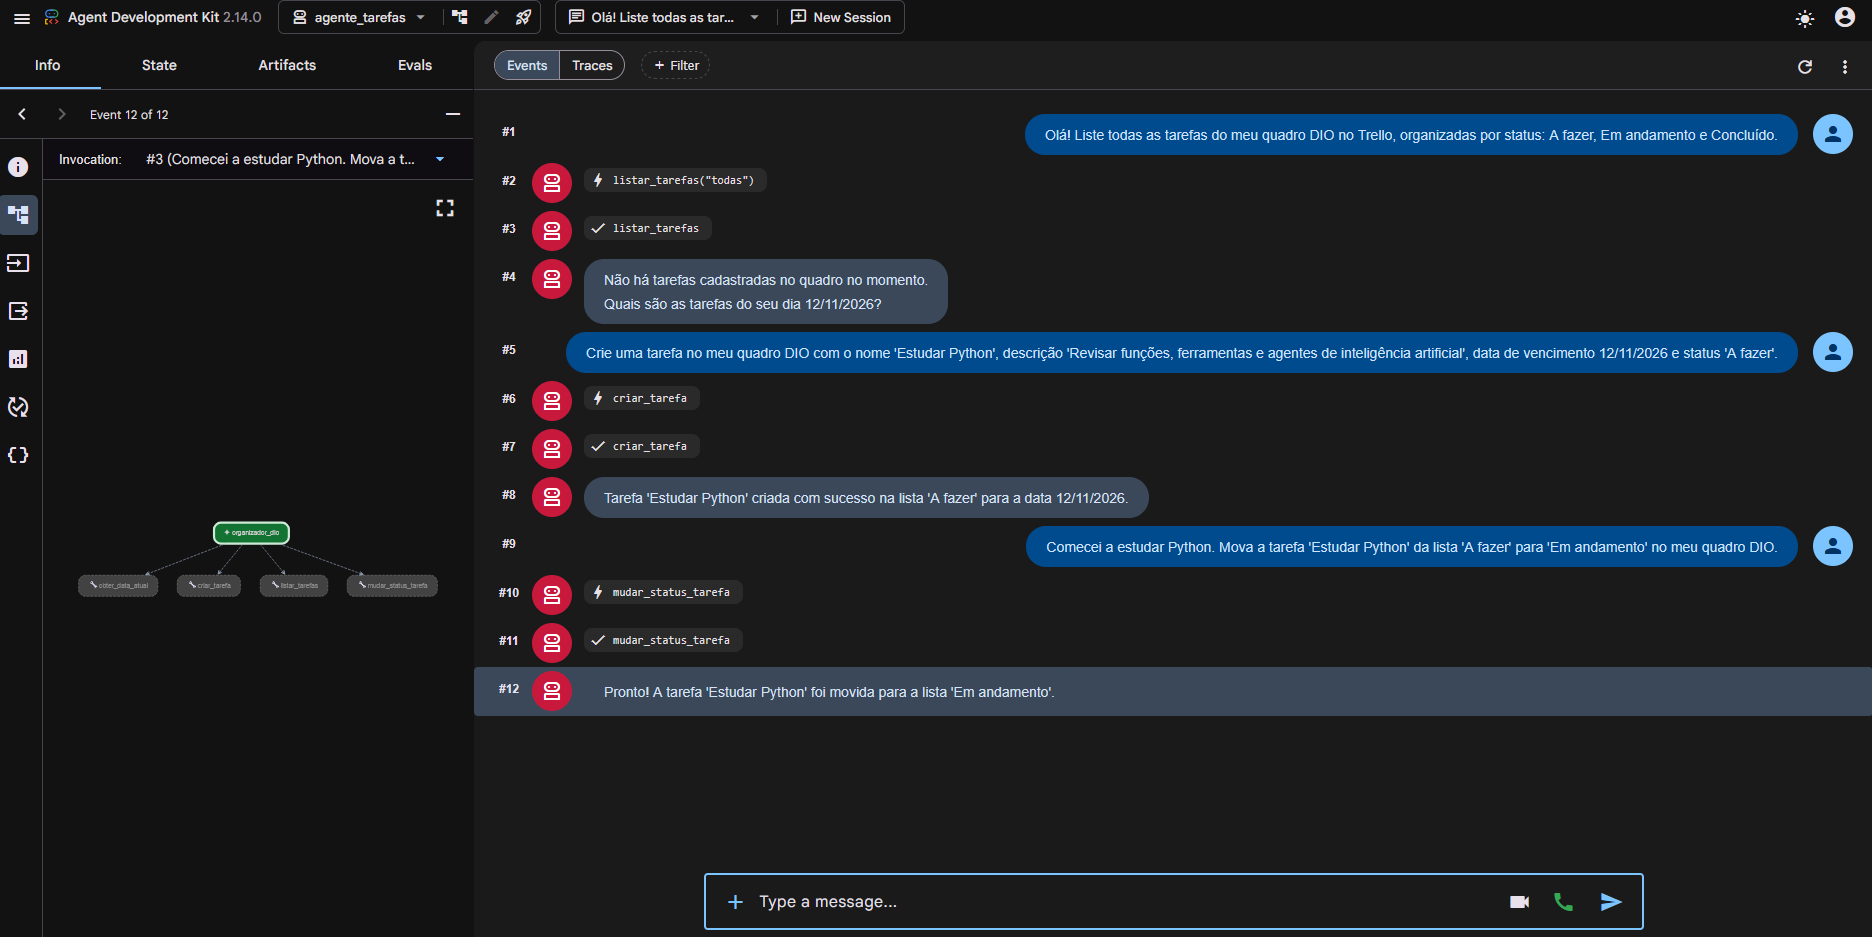 Agent Development Kit 2.14.0
agente_tarefas
Olá! Liste todas as tar...
New Session
Info
State
Artifacts
Evals
Events
Traces
+ Filter
Event 12 of 12
Invocation:
#3 (Comecei a estudar Python. Mova a t...
organizador_dio
obter_data_atual
criar_tarefa
listar_tarefas
mudar_status_tarefa
#1
Olá! Liste todas as tarefas do meu quadro DIO no Trello, organizadas por status: A fazer, Em andamento e Concluído.
#2
listar_tarefas("todas")
#3
listar_tarefas
#4
Não há tarefas cadastradas no quadro no momento.
Quais são as tarefas do seu dia 12/11/2026?
#5
Crie uma tarefa no meu quadro DIO com o nome 'Estudar Python', descrição 'Revisar funções, ferramentas e agentes de inteligência artificial', data de vencimento 12/11/2026 e status 'A fazer'.
#6
criar_tarefa
#7
criar_tarefa
#8
Tarefa 'Estudar Python' criada com sucesso na lista 'A fazer' para a data 12/11/2026.
#9
Comecei a estudar Python. Mova a tarefa 'Estudar Python' da lista 'A fazer' para 'Em andamento' no meu quadro DIO.
#10
mudar_status_tarefa
#11
mudar_status_tarefa
#12
Pronto! A tarefa 'Estudar Python' foi movida para a lista 'Em andamento'.
Type a message...